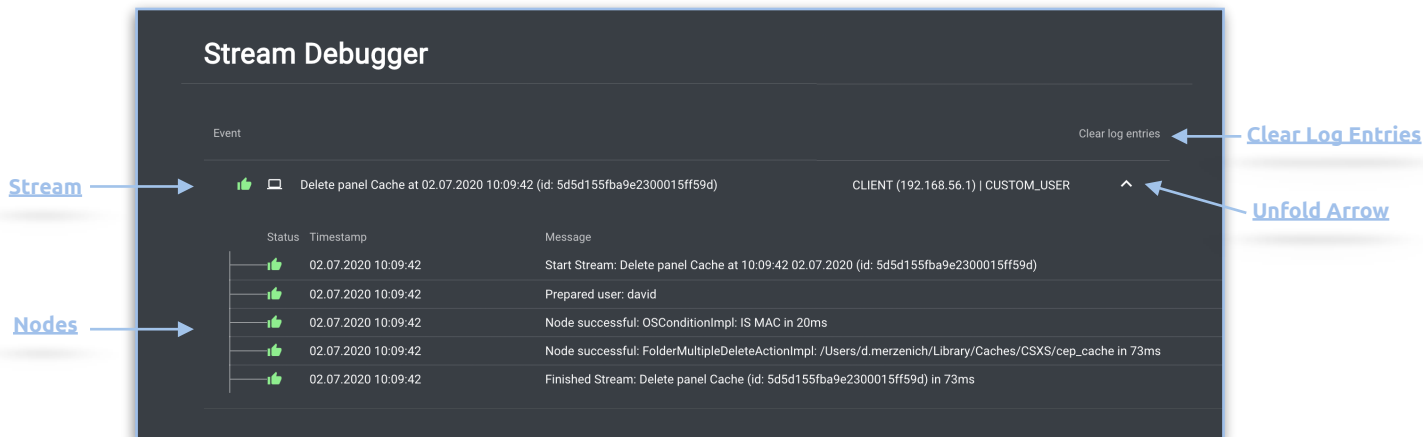 Stream Debugger
Event
Clear log entries
Clear Log Entries
Stream
Delete panel Cache at 02.07.2020 10:09:42 (id: 5d5d155fba9e2300015ff59d)
CLIENT (192.168.56.1) | CUSTOM_USER
Unfold Arrow
Status Timestamp Message
02.07.2020 10:09:42 Start Stream: Delete panel Cache at 10:09:42 02.07.2020 (id: 5d5d155fba9e2300015ff59d)
02.07.2020 10:09:42 Prepared user: david
Nodes
02.07.2020 10:09:42 Node successful: OSConditionImpl: IS MAC in 20ms
02.07.2020 10:09:42 Node successful: FolderMultipleDeleteActionImpl: /Users/d.merzenich/Library/Caches/CSXS/cep_cache in 73ms
02.07.2020 10:09:42 Finished Stream: Delete panel Cache (id: 5d5d155fba9e2300015ff59d) in 73ms